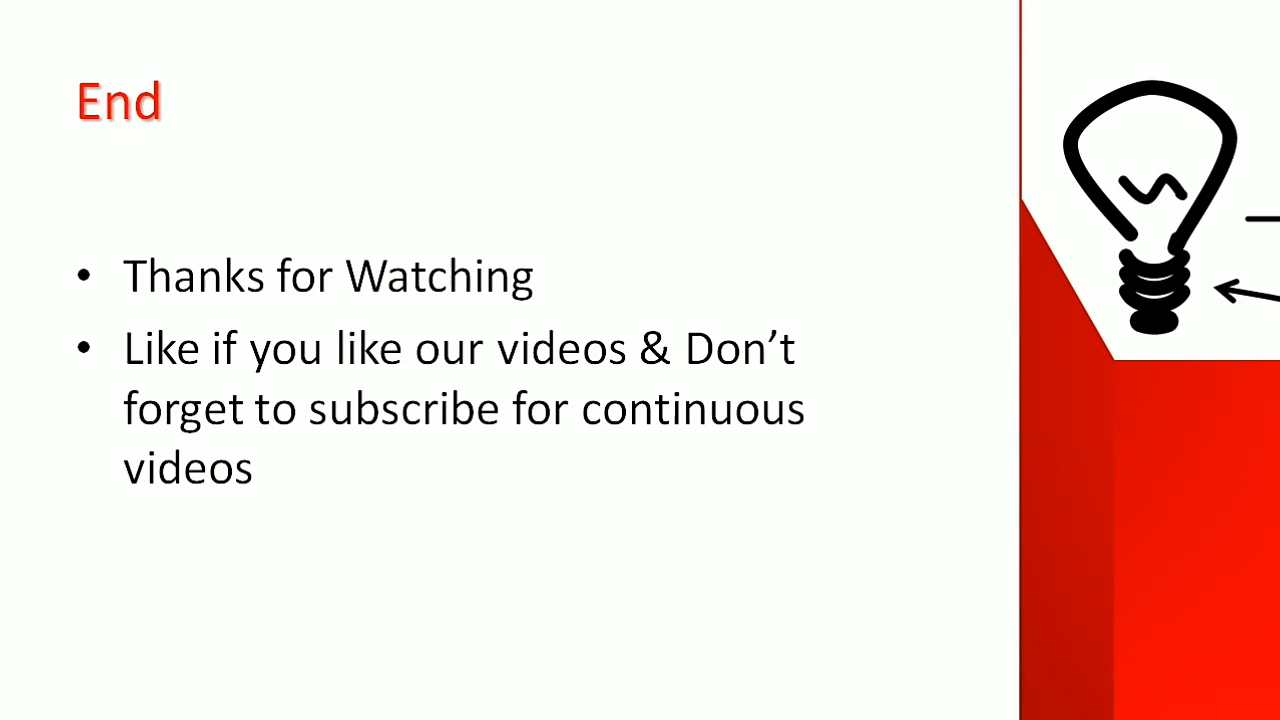 End
• Thanks for Watching
• Like if you like our videos & Don’t
forget to subscribe for continuous
videos